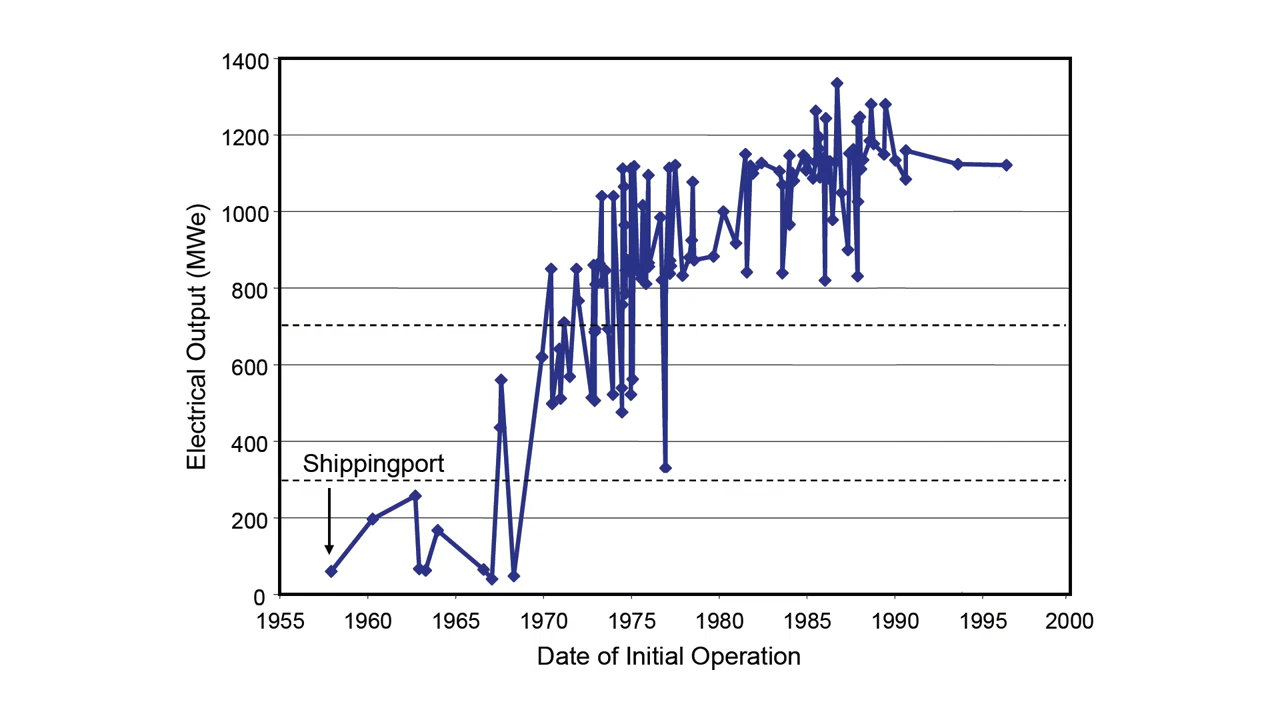 1400
1200
1000
800
600
400
200
0
Electrical Output (MWe)
Shippingport
1955 1960 1965 1970 1975 1980 1985 1990 1995 2000
Date of Initial Operation